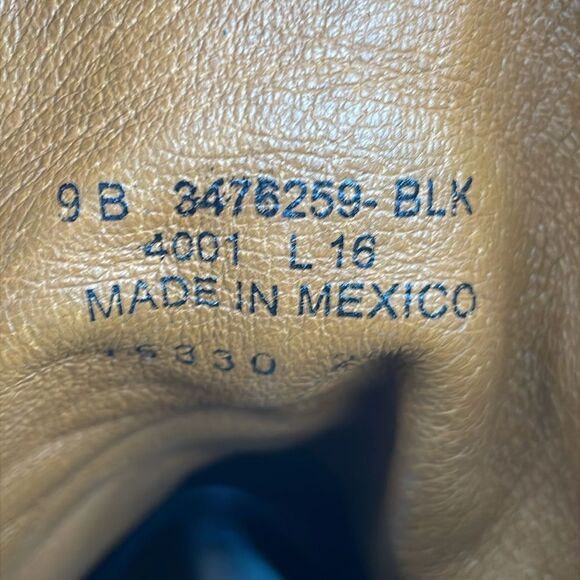 9 B 3476259- BLK
4001 L 16
MADE IN MEXICO